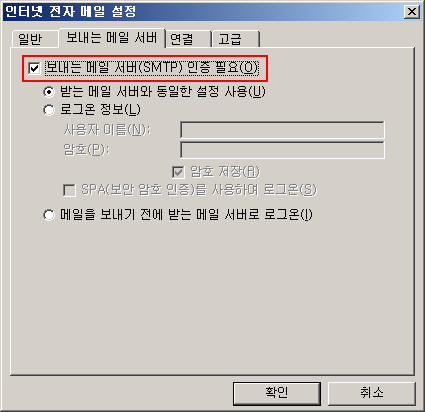 인터넷 전자 메일 설정
일반 보내는 메일 서버 연결 고급
보내는 메일 서버(SMTP) 인증 필요(O)
받는 메일 서버와 동일한 설정 사용(U)
로그온 정보(L)
사용자 이름(N):
암호(P):
암호 저장(R)
SPA(보안 암호 인증)를 사용하여 로그온(S)
메일을 보내기 전에 받는 메일 서버로 로그온(I)
확인 취소